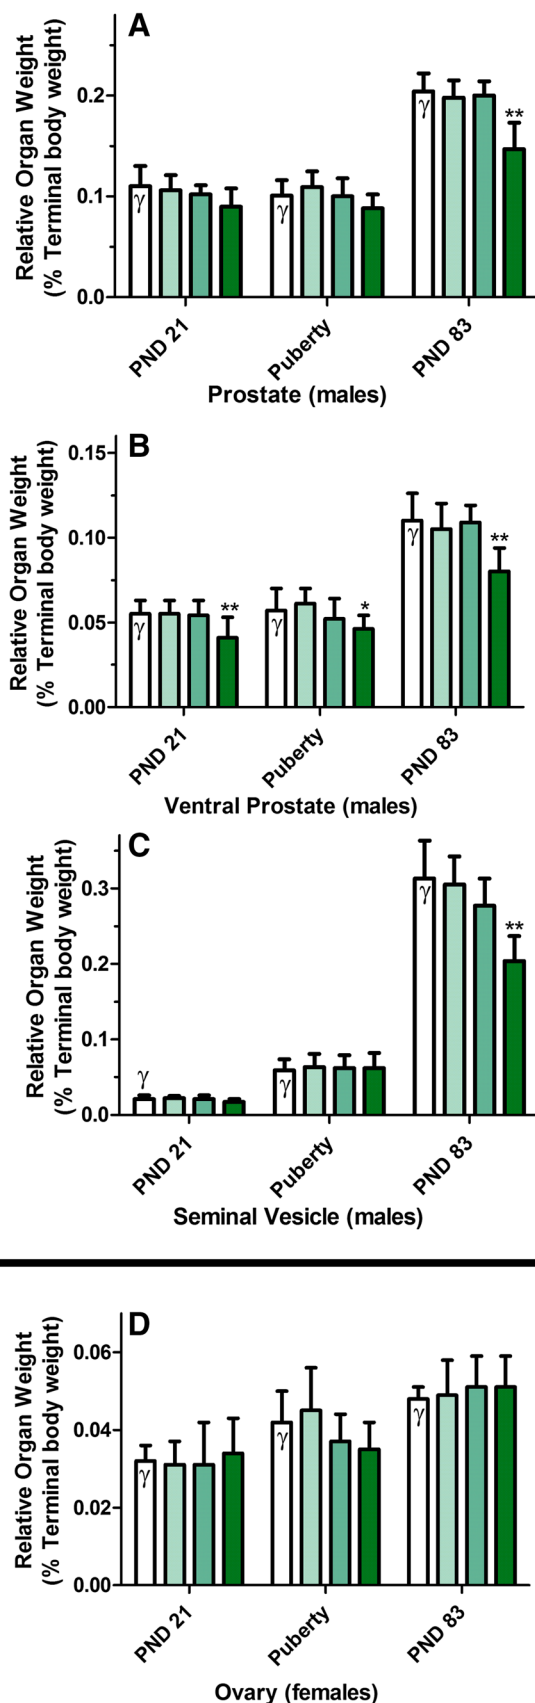 A
Relative Organ Weight
(% Terminal body weight)
0.2
0.1
0.0
γ
γ
γ
**
PND 21
Puberty
PND 83
Prostate (males)
B
Relative Organ Weight
(% Terminal body weight)
0.15
0.10
0.05
0.00
γ
**
γ
*
γ
**
PND 21
Puberty
PND 83
Ventral Prostate (males)
C
Relative Organ Weight
(% Terminal body weight)
0.3
0.2
0.1
0.0
γ
γ
γ
**
PND 21
Puberty
PND 83
Seminal Vesicle (males)
D
Relative Organ Weight
(% Terminal body weight)
0.06
0.04
0.02
0.00
γ
γ
γ
PND 21
Puberty
PND 83
Ovary (females)